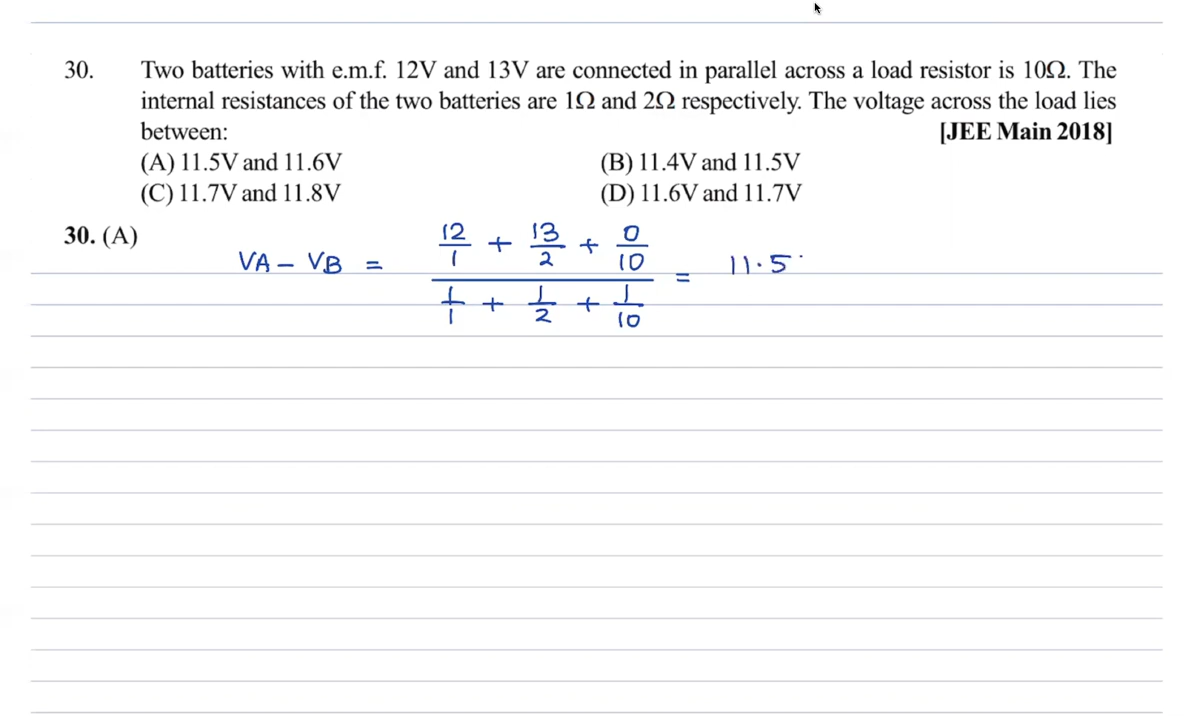 30. Two batteries with e.m.f. 12V and 13V are connected in parallel across a load resistor is 10Ω. The
internal resistances of the two batteries are 1Ω and 2Ω respectively. The voltage across the load lies
between: [JEE Main 2018]
(A) 11.5V and 11.6V (B) 11.4V and 11.5V
(C) 11.7V and 11.8V (D) 11.6V and 11.7V
30. (A)
12 + 13 + 0
VA - VB = 1 2 10 = 11.5
1 + 1 + 1
1 2 10